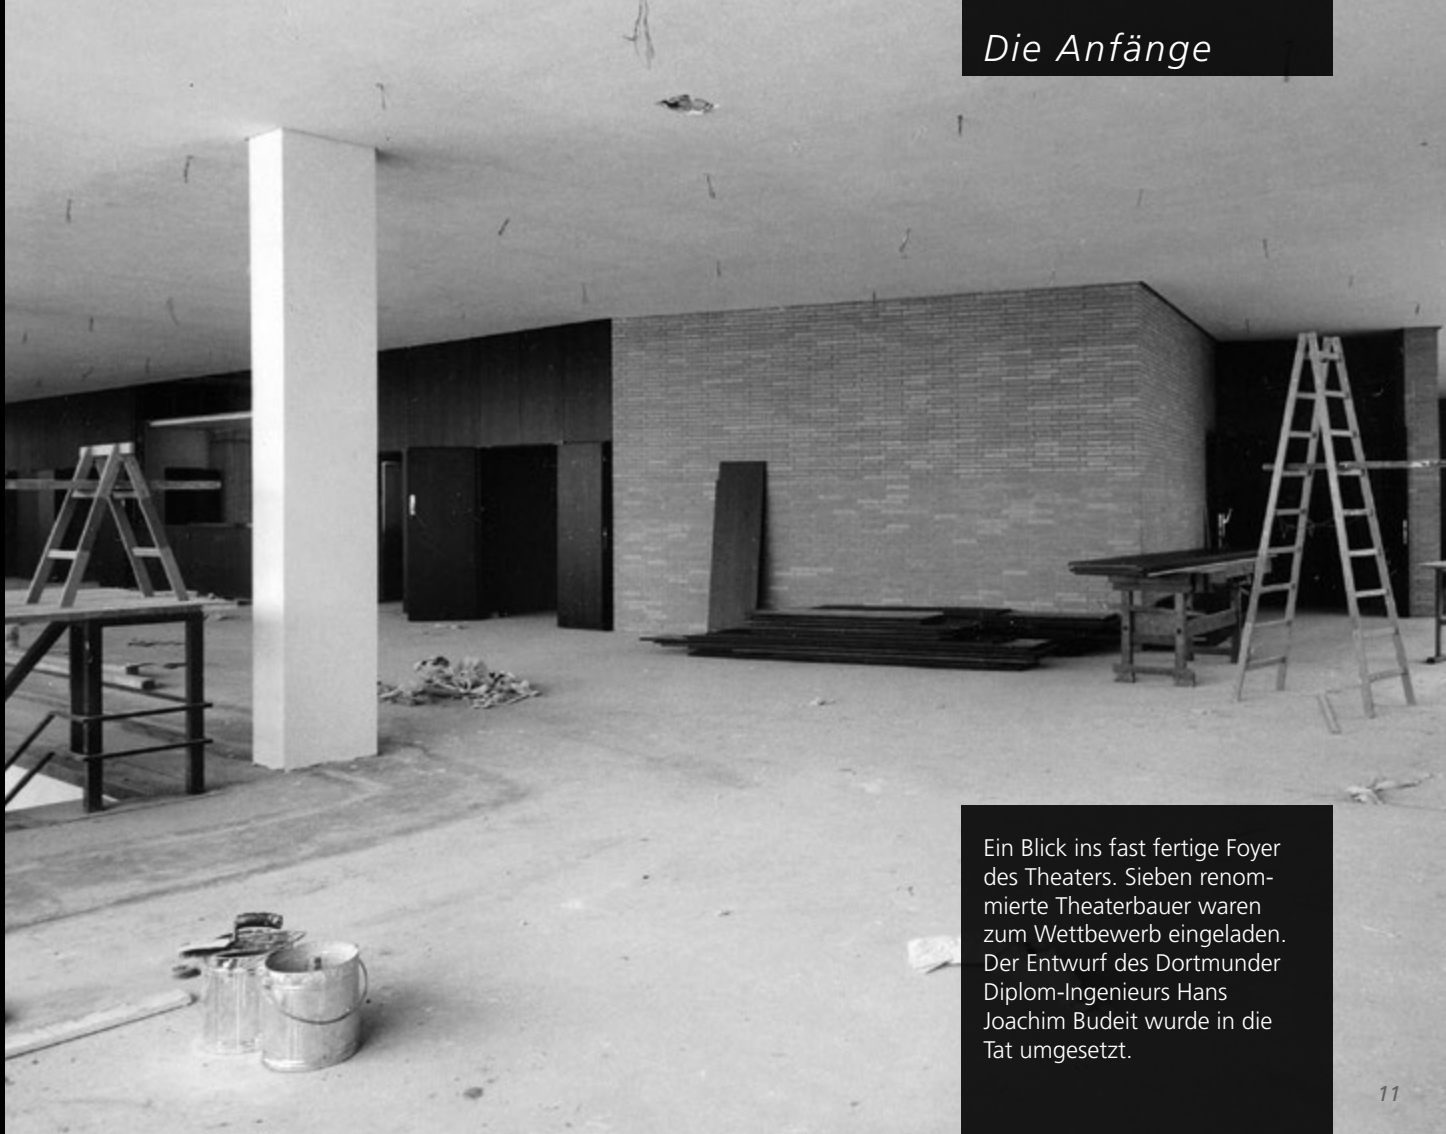 Die Anfänge
Ein Blick ins fast fertige Foyer
des Theaters. Sieben renom-
mierte Theaterbauer waren
zum Wettbewerb eingeladen.
Der Entwurf des Dortmunder
Diplom-Ingenieurs Hans
Joachim Budeit wurde in die
Tat umgesetzt.
11